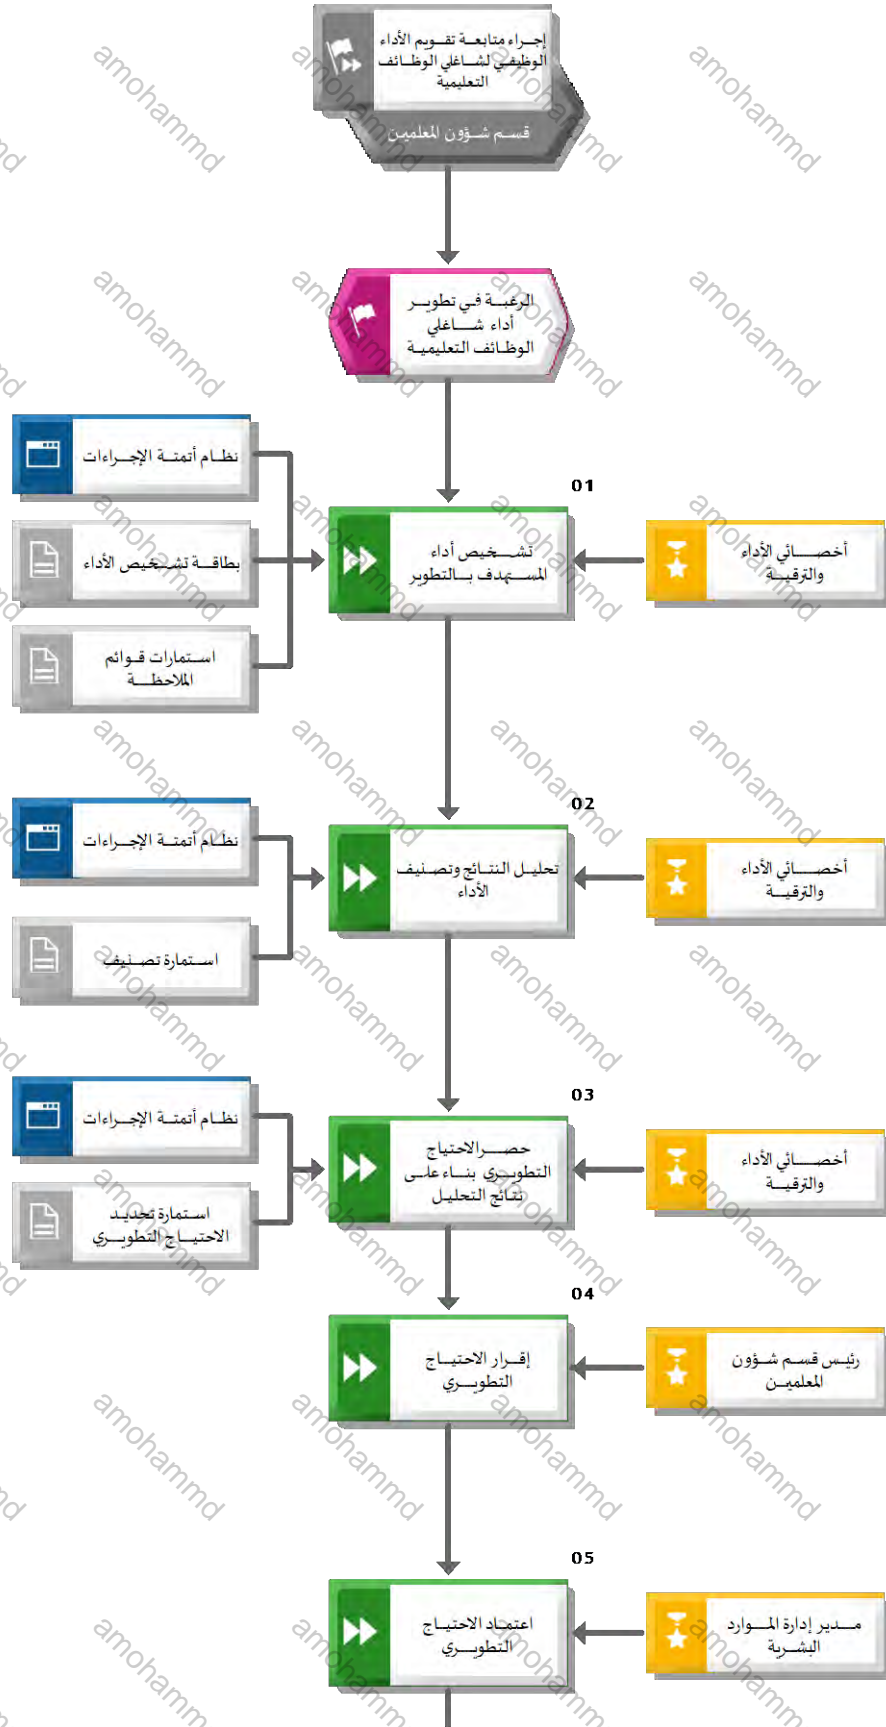 إجراء متابعة تقويم الأداء
الوظيفي لشاغلي الوظائف
التعليمية
قسم شؤون المعلمين
الرغبة في تطوير
أداء شاغلي
الوظائف التعليمية
01
أخصائي الأداء
والترقية
تشخيص أداء
المستهدف بالتطوير
نظام أتمتة الإجراءات
بطاقة تشخيص الأداء
استمارات قوائم
الملاحظة
02
أخصائي الأداء
والترقية
تحليل النتائج وتصنيف
الأداء
نظام أتمتة الإجراءات
استمارة تصنيف
03
أخصائي الأداء
والترقية
حصر الاحتياج
التطويري بناء على
نتائج التحليل
نظام أتمتة الإجراءات
استمارة تحديد
الاحتياج التطويري
04
رئيس قسم شؤون
المعلمين
إقرار الاحتياج
التطويري
05
مدير إدارة الموارد
البشرية
اعتماد الاحتياج
التطويري
amohammd